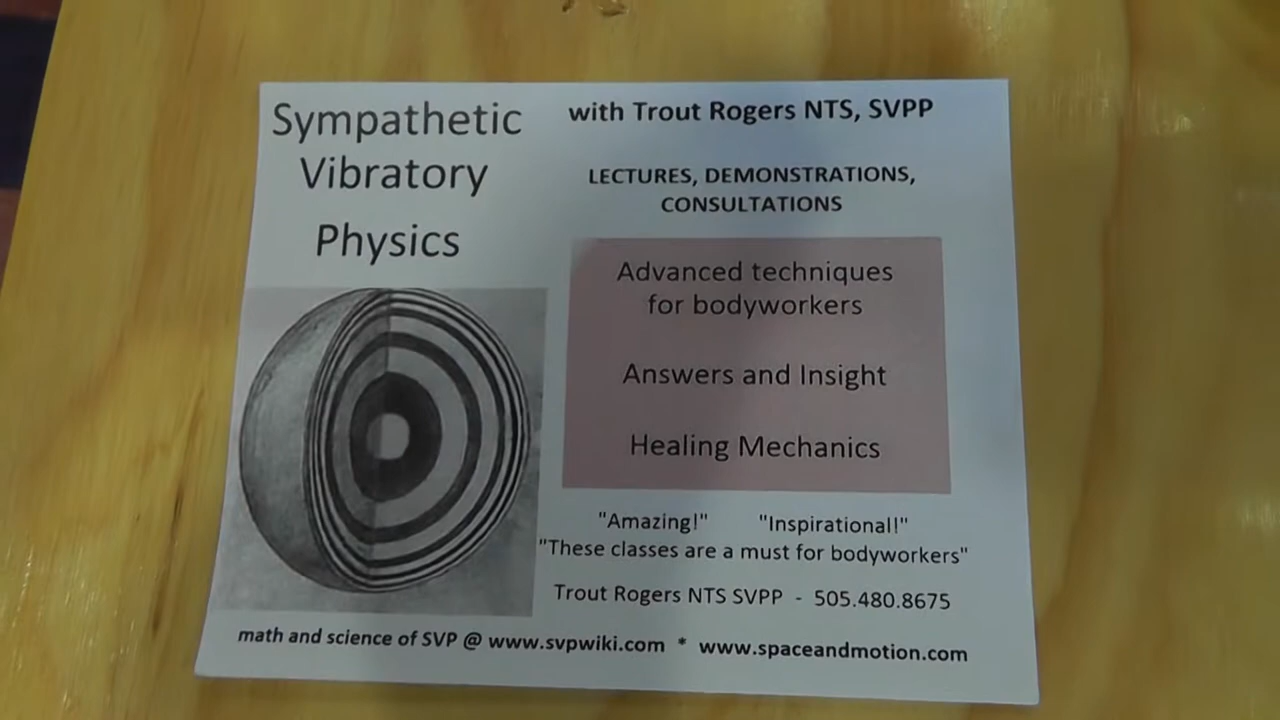 Sympathetic
Vibratory
Physics
with Trout Rogers NTS, SVPP
LECTURES, DEMONSTRATIONS,
CONSULTATIONS
Advanced techniques
for bodyworkers
Answers and Insight
Healing Mechanics
"Amazing!" "Inspirational!"
"These classes are a must for bodyworkers"
Trout Rogers NTS SVPP - 505.480.8675
math and science of SVP @ www.svpwiki.com * www.spaceandmotion.com